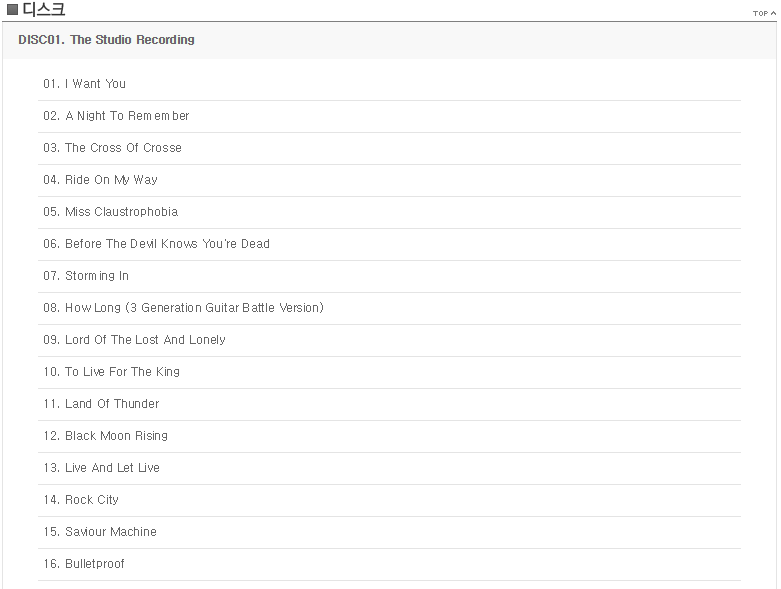 디스크
TOP
DISC01. The Studio Recording
01. I Want You
02. A Night To Remember
03. The Cross Of Crosse
04. Ride On My Way
05. Miss Claustrophobia
06. Before The Devil Knows You're Dead
07. Storming In
08. How Long (3 Generation Guitar Battle Version)
09. Lord Of The Lost And Lonely
10. To Live For The King
11. Land Of Thunder
12. Black Moon Rising
13. Live And Let Live
14. Rock City
15. Saviour Machine
16. Bulletproof